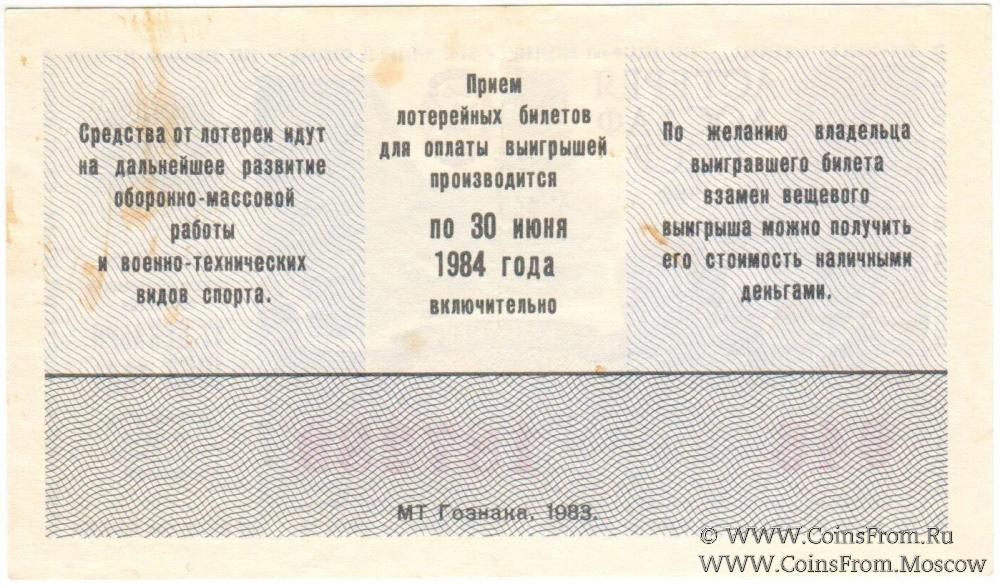 Средства от лотереи идут
на дальнейшее развитие
оборонно-массовой
работы
и военно-технических
видов спорта.
Прием
лотерейных билетов
для оплаты выигрышей
производится
по 30 июня
1984 года
включительно
По желанию владельца
выигравшего билета
взамен вещевого
выигрыша можно получить
его стоимость наличными
деньгами.
МТ Гознака. 1983.
© WWW.CoinsFrom.Ru
WWW.CoinsFrom.Moscow